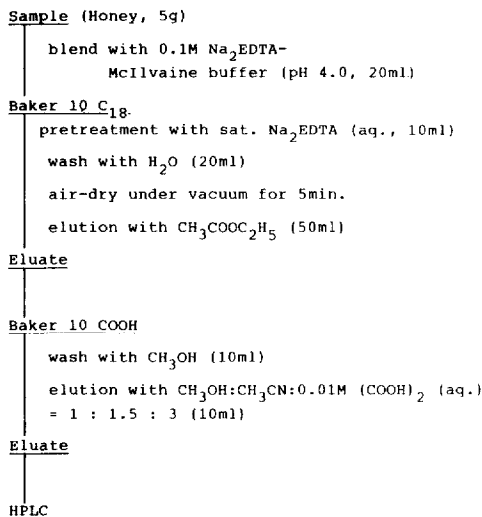 Sample (Honey, 5g)
blend with 0.1M Na₂EDTA-
McIlvaine buffer (pH 4.0, 20ml)
Baker 10 C₁₈.
pretreatment with sat. Na₂EDTA (aq., 10ml)
wash with H₂O (20ml)
air-dry under vacuum for 5min.
elution with CH₃COOC₂H₅ (50ml)
Eluate
Baker 10 COOH
wash with CH₃OH (10ml)
elution with CH₃OH:CH₃CN:0.01M (COOH)₂ (aq.)
= 1 : 1.5 : 3 (10ml)
Eluate
HPLC